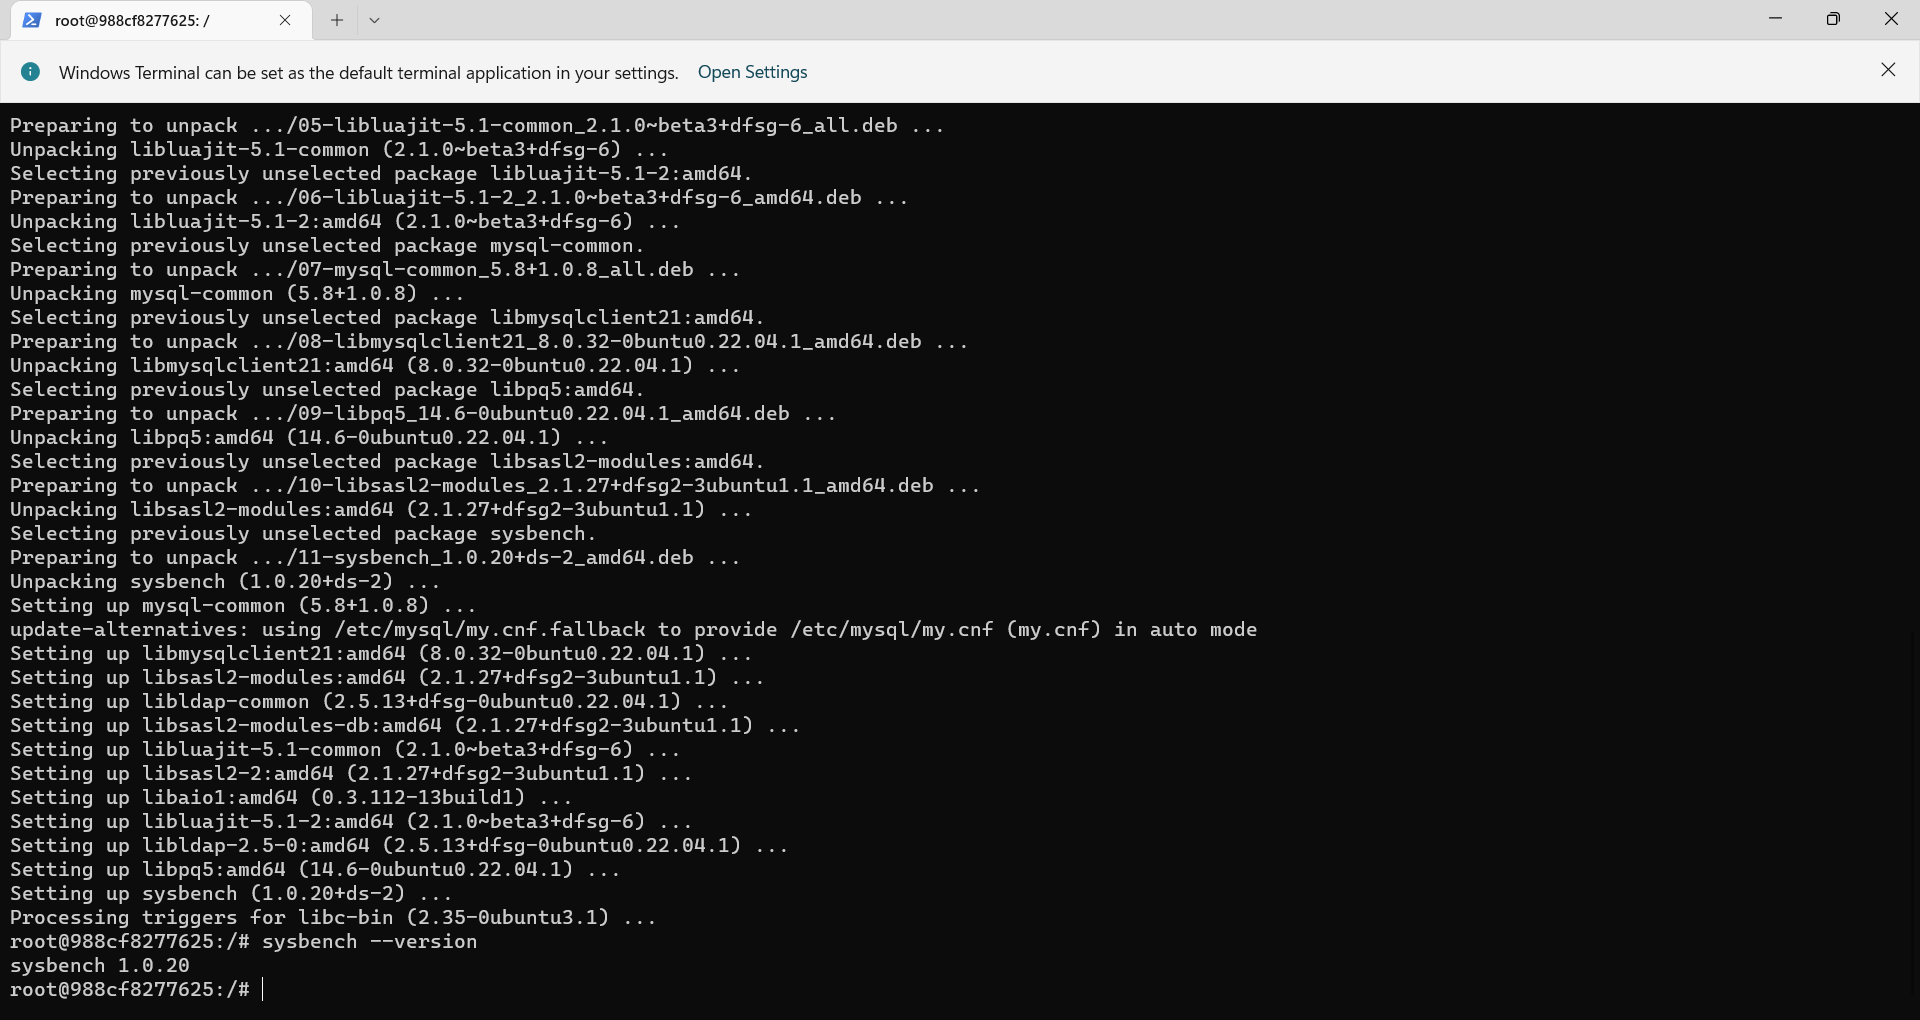 root@988cf8277625: /
Windows Terminal can be set as the default terminal application in your settings. Open Settings
Preparing to unpack .../05-libluajit-5.1-common_2.1.0~beta3+dfsg-6_all.deb ...
Unpacking libluajit-5.1-common (2.1.0~beta3+dfsg-6) ...
Selecting previously unselected package libluajit-5.1-2:amd64.
Preparing to unpack .../06-libluajit-5.1-2_2.1.0~beta3+dfsg-6_amd64.deb ...
Unpacking libluajit-5.1-2:amd64 (2.1.0~beta3+dfsg-6) ...
Selecting previously unselected package mysql-common.
Preparing to unpack .../07-mysql-common_5.8+1.0.8_all.deb ...
Unpacking mysql-common (5.8+1.0.8) ...
Selecting previously unselected package libmysqlclient21:amd64.
Preparing to unpack .../08-libmysqlclient21_8.0.32-0buntu0.22.04.1_amd64.deb ...
Unpacking libmysqlclient21:amd64 (8.0.32-0buntu0.22.04.1) ...
Selecting previously unselected package libpq5:amd64.
Preparing to unpack .../09-libpq5_14.6-0ubuntu0.22.04.1_amd64.deb ...
Unpacking libpq5:amd64 (14.6-0ubuntu0.22.04.1) ...
Selecting previously unselected package libsasl2-modules:amd64.
Preparing to unpack .../10-libsasl2-modules_2.1.27+dfsg2-3ubuntu1.1_amd64.deb ...
Unpacking libsasl2-modules:amd64 (2.1.27+dfsg2-3ubuntu1.1) ...
Selecting previously unselected package sysbench.
Preparing to unpack .../11-sysbench_1.0.20+ds-2_amd64.deb ...
Unpacking sysbench (1.0.20+ds-2) ...
Setting up mysql-common (5.8+1.0.8) ...
update-alternatives: using /etc/mysql/my.cnf.fallback to provide /etc/mysql/my.cnf (my.cnf) in auto mode
Setting up libmysqlclient21:amd64 (8.0.32-0buntu0.22.04.1) ...
Setting up libsasl2-modules:amd64 (2.1.27+dfsg2-3ubuntu1.1) ...
Setting up libldap-common (2.5.13+dfsg-0ubuntu0.22.04.1) ...
Setting up libsasl2-modules-db:amd64 (2.1.27+dfsg2-3ubuntu1.1) ...
Setting up libluajit-5.1-common (2.1.0~beta3+dfsg-6) ...
Setting up libsasl2-2:amd64 (2.1.27+dfsg2-3ubuntu1.1) ...
Setting up libaio1:amd64 (0.3.112-13build1) ...
Setting up libluajit-5.1-2:amd64 (2.1.0~beta3+dfsg-6) ...
Setting up libldap-2.5-0:amd64 (2.5.13+dfsg-0ubuntu0.22.04.1) ...
Setting up libpq5:amd64 (14.6-0ubuntu0.22.04.1) ...
Setting up sysbench (1.0.20+ds-2) ...
Processing triggers for libc-bin (2.35-0ubuntu3.1) ...
root@988cf8277625:/# sysbench --version
sysbench 1.0.20
root@988cf8277625:/#